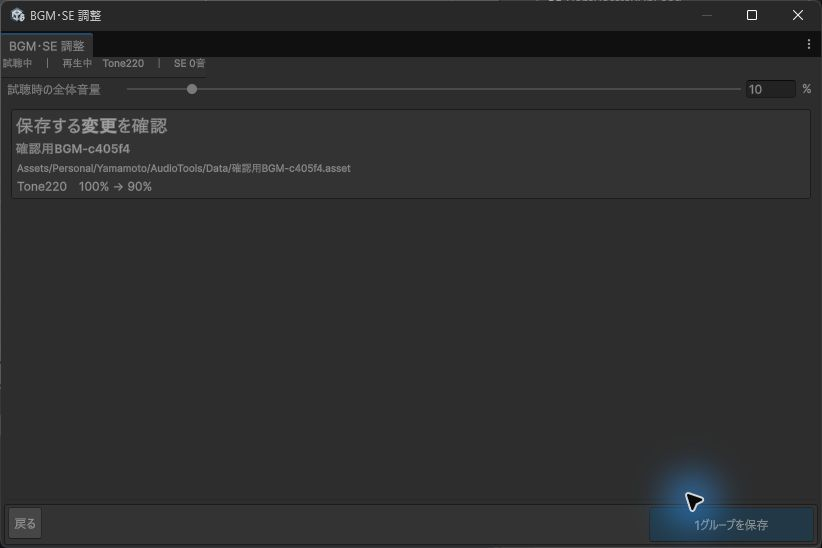 BGM･SE 調整
BGM･SE 調整
試聴中 | 再生中 Tone220 | SE 0音
試聴時の全体音量 10 %
保存する変更を確認
確認用BGM-c405f4
Assets/Personal/Yamamoto/AudioTools/Data/確認用BGM-c405f4.asset
Tone220 100% → 90%
戻る 1グループを保存